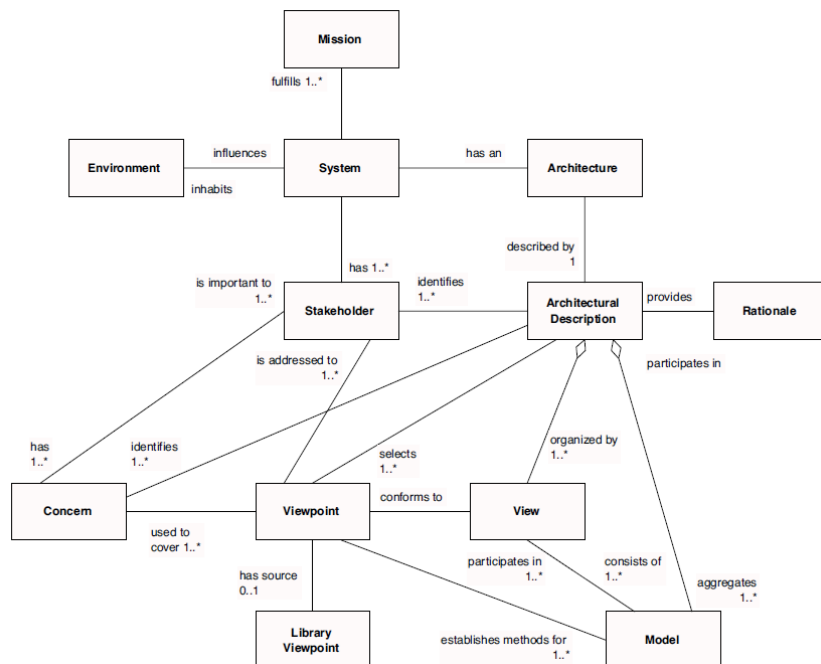 Mission
fulfills 1..*
Environment
influences
inhabits
System
has an
Architecture
described by
1
has 1..*
is important to
1..*
identifies
1..*
Stakeholder
Architectural
Description
provides
Rationale
is addressed to
1..*
participates in
has
1..*
identifies
1..*
selects
1..*
organized by
1..*
Concern
used to
cover 1..*
Viewpoint
conforms to
View
has source
0..1
participates in
1..*
consists of
1..*
aggregates
1..*
Library
Viewpoint
establishes methods for
1..*
Model